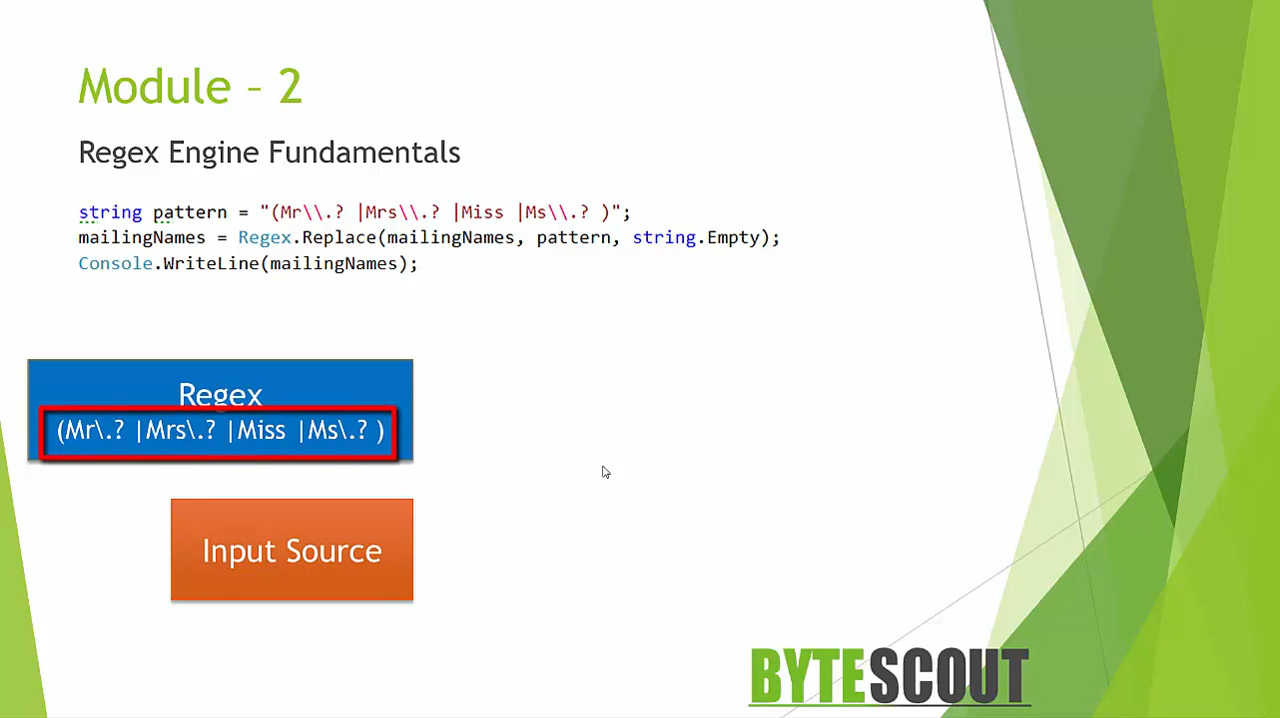 Module – 2
Regex Engine Fundamentals
string pattern = "(Mr\\.? |Mrs\\.? |Miss |Ms\\.? )";
mailingNames = Regex.Replace(mailingNames, pattern, string.Empty);
Console.WriteLine(mailingNames);
Regex
(Mr\.? |Mrs\.? |Miss |Ms\.? )
Input Source
BYTESCOUT